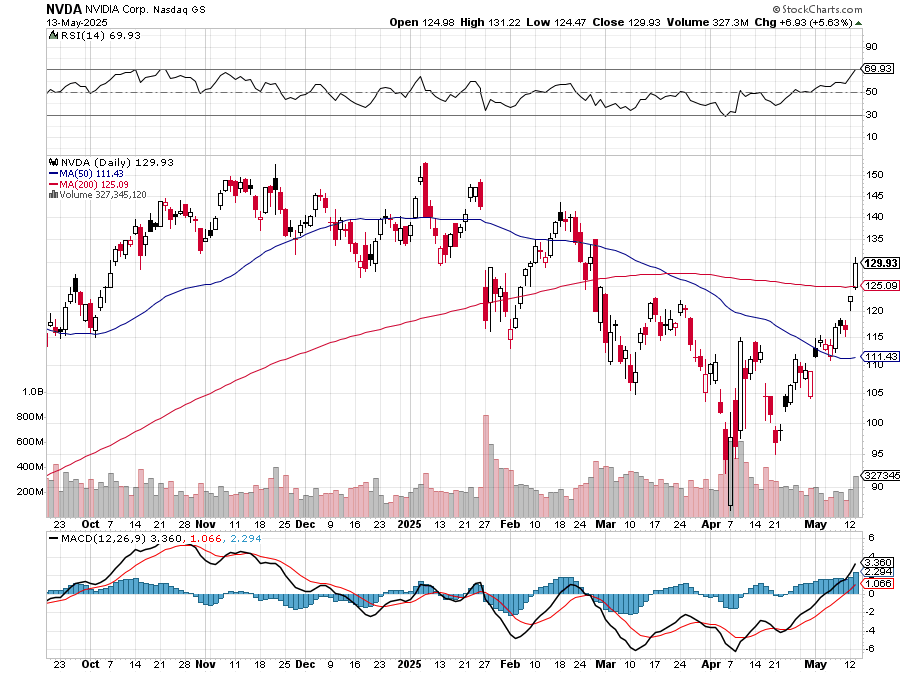 NVDA NVIDIA Corp. Nasdaq GS
© StockCharts.com
13-May-2025
Open 124.98 High 131.22 Low 124.47 Close 129.93 Volume 327.3M Chg +6.93 (+5.63%)
RSI(14) 69.93
90
69.93
50
30
10
NVDA (Daily) 129.93
MA(50) 111.43
MA(200) 125.09
Volume 327,345,120
150
145
140
135
129.93
125.09
120
115
111.43
110
105
100
95
90
327345
1.0B
800M
600M
400M
200M
23 Oct 7 14 21 28 Nov 11 18 25 Dec 9 16 23 2025 13 21 27 Feb 10 18 24 Mar 10 17 24 Apr 7 14 21 May 12
MACD(12,26,9) 3.360, 1.066, 2.294
6
4
3.360
2.294
1.066
0
-2
-4
-6
23 Oct 7 14 21 28 Nov 11 18 25 Dec 9 16 23 2025 13 21 27 Feb 10 18 24 Mar 10 17 24 Apr 7 14 21 May 12